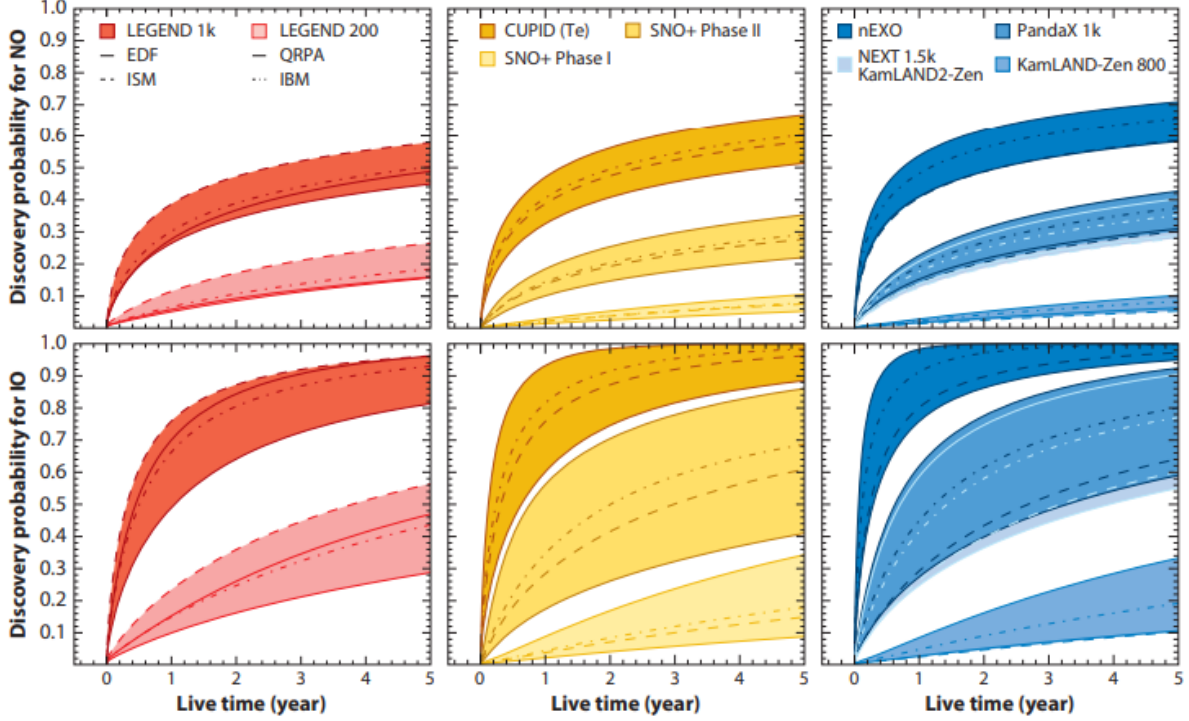 Discovery probability for NO
1.0
0.9
0.8
0.7
0.6
0.5
0.4
0.3
0.2
0.1
LEGEND 1k LEGEND 200
EDF QRPA
ISM IBM
CUPID (Te) SNO+ Phase II
SNO+ Phase I
nEXO PandaX 1k
NEXT 1.5k
KamLAND2-Zen KamLAND-Zen 800
Discovery probability for IO
1.0
0.9
0.8
0.7
0.6
0.5
0.4
0.3
0.2
0.1
0 1 2 3 4 5 0 1 2 3 4 5 0 1 2 3 4 5
Live time (year) Live time (year) Live time (year)